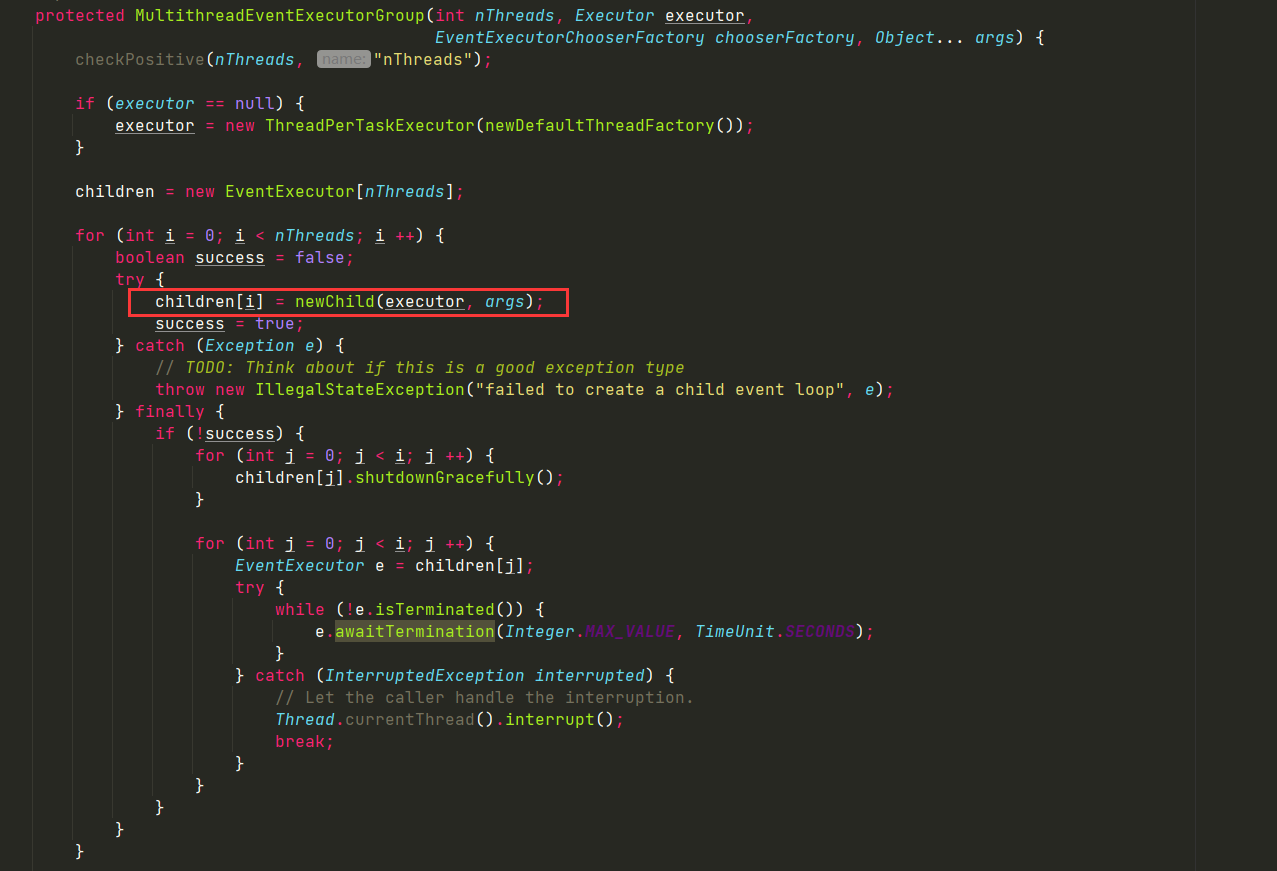 protected MultithreadEventExecutorGroup(int nThreads, Executor executor,
                                        EventExecutorChooserFactory chooserFactory, Object... args) {
    checkPositive(nThreads, name: "nThreads");

    if (executor == null) {
        executor = new ThreadPerTaskExecutor(newDefaultThreadFactory());
    }

    children = new EventExecutor[nThreads];

    for (int i = 0; i < nThreads; i ++) {
        boolean success = false;
        try {
            children[i] = newChild(executor, args);
            success = true;
        } catch (Exception e) {
            // TODO: Think about if this is a good exception type
            throw new IllegalStateException("failed to create a child event loop", e);
        } finally {
            if (!success) {
                for (int j = 0; j < i; j ++) {
                    children[j].shutdownGracefully();
                }

                for (int j = 0; j < i; j ++) {
                    EventExecutor e = children[j];
                    try {
                        while (!e.isTerminated()) {
                            e.awaitTermination(Integer.MAX_VALUE, TimeUnit.SECONDS);
                        }
                    } catch (InterruptedException interrupted) {
                        // Let the caller handle the interruption.
                        Thread.currentThread().interrupt();
                        break;
                    }
                }
            }
        }
    }